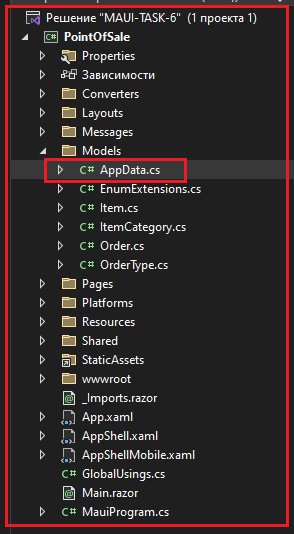 Решение "MAUI-TASK-6" (1 проекта 1)
PointOfSale
Properties
Зависимости
Converters
Layouts
Messages
Models
C# AppData.cs
C# EnumExtensions.cs
C# Item.cs
C# ItemCategory.cs
C# Order.cs
C# OrderType.cs
Pages
Platforms
Resources
Shared
StaticAssets
wwwroot
_Imports.razor
App.xaml
AppShell.xaml
AppShellMobile.xaml
C# GlobalUsings.cs
Main.razor
C# MauiProgram.cs